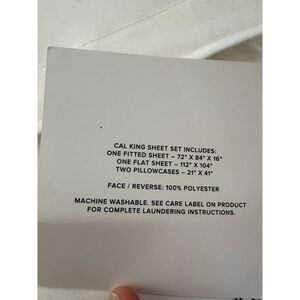 CAL KING SHEET SET INCLUDES:
ONE FITTED SHEET – 72" X 84" X 16"
ONE FLAT SHEET – 112" X 104"
TWO PILLOWCASES – 21" X 41"
FACE / REVERSE: 100% POLYESTER
MACHINE WASHABLE. SEE CARE LABEL ON PRODUCT
FOR COMPLETE LAUNDERING INSTRUCTIONS.